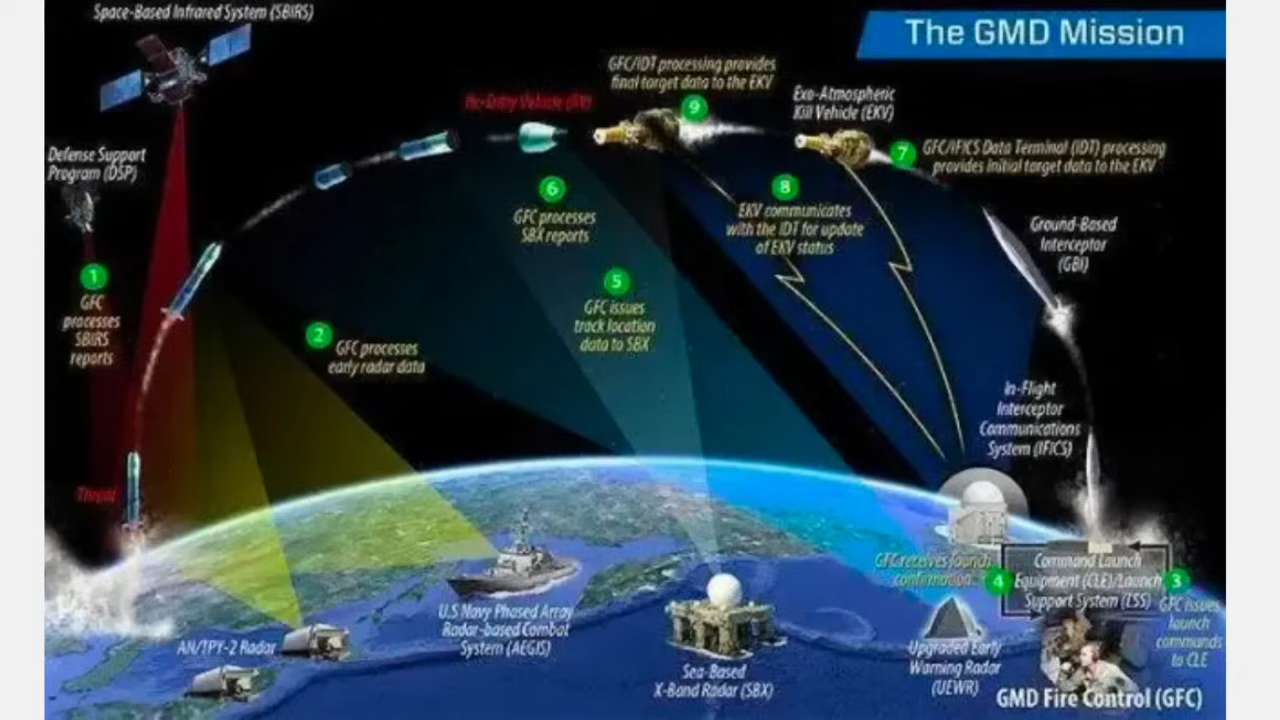 Space-Based Infrared System (SBIRS)
The GMD Mission
GFC/IDT processing provides
final target data to the EKV
9
Re-Entry Vehicle (RV)
Exo-Atmospheric
Kill Vehicle (EKV)
Defense Support
Program (DSP)
7
GFC/IFICS Data Terminal (IDT) processing
provides initial target data to the EKV
6
GFC processes
SBX reports
8
EKV communicates
with the IDT for update
of EKV status
Ground-Based
Interceptor
(GBI)
1
GFC
processes
SBIRS
reports
5
GFC issues
track location
data to SBX
2
GFC processes
early radar data
In-Flight
Interceptor
Communications
System (IFICS)
Threat
GFC receives launch
confirmation
4
Command Launch
Equipment (CLE)/Launch
Support System (LSS)
3
GFC issues
launch
commands
to CLE
U.S Navy Phased Array
Radar-based Combat
System (AEGIS)
AN/TPY-2 Radar
Sea-Based
X-Band Radar (SBX)
Upgraded Early
Warning Radar
(UEWR)
GMD Fire Control (GFC)